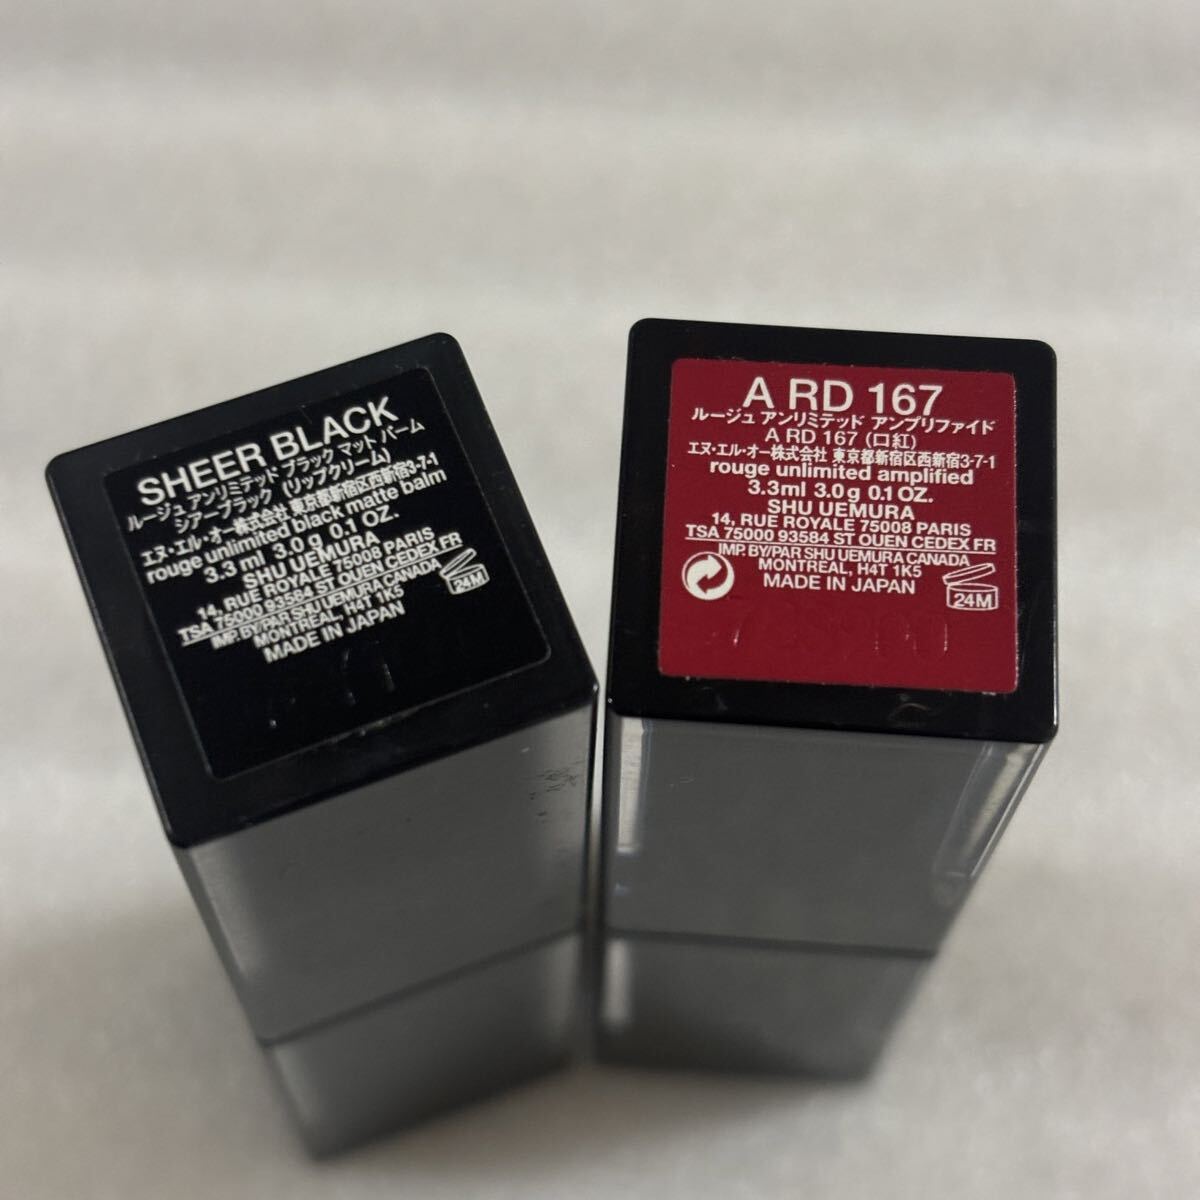 SHEER BLACK
ルージュ アンリミテッド ブラック マット バーム
シアーブラック (リップクリーム)
エヌ・エル・オー株式会社 東京都新宿区西新宿3-7-1
rouge unlimited black matte balm
3.3 ml 3.0 g 0.1 OZ.
SHU UEMURA
14, RUE ROYALE 75008 PARIS
TSA 75000 93584 ST OUEN CEDEX FR
IMP. BY/PAR SHU UEMURA CANADA
MONTREAL, H4T 1K5
MADE IN JAPAN
24M
A RD 167
ルージュ アンリミテッド アンプリファイド
A RD 167 (口紅)
エヌ・エル・オー株式会社 東京都新宿区西新宿3-7-1
rouge unlimited amplified
3.3ml 3.0g 0.1 OZ.
SHU UEMURA
14, RUE ROYALE 75008 PARIS
TSA 75000 93584 ST OUEN CEDEX FR
IMP. BY/PAR SHU UEMURA CANADA
MONTREAL, H4T 1K5
MADE IN JAPAN
24M